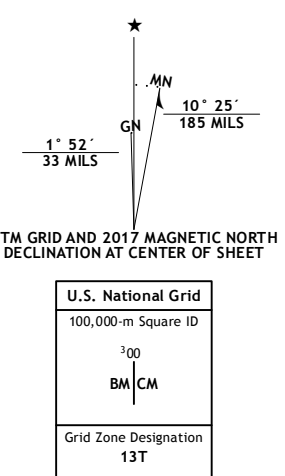 ★
MN
10° 25´
185 MILS
GN
1° 52´
33 MILS
TM GRID AND 2017 MAGNETIC NORTH
DECLINATION AT CENTER OF SHEET
U.S. National Grid
100,000-m Square ID
³00
BM CM
Grid Zone Designation
13T